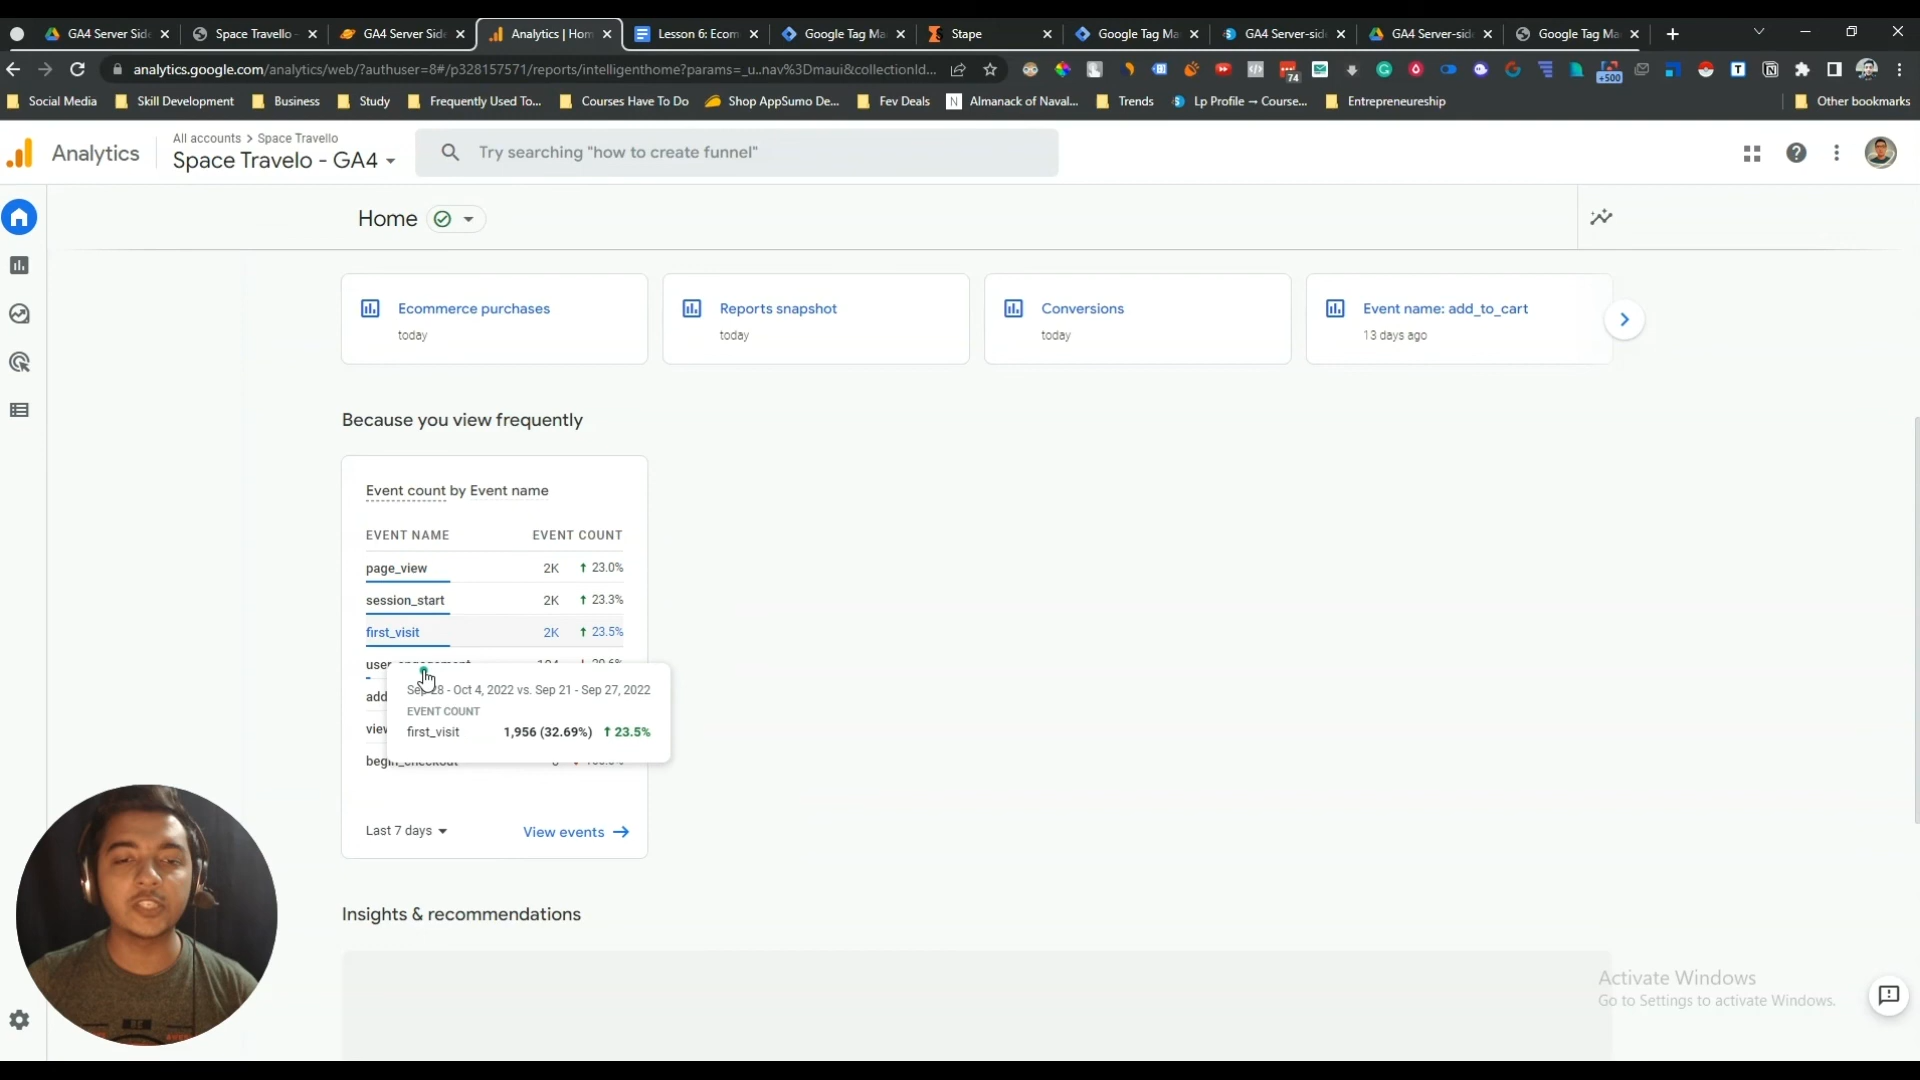 GA4 Server Side
Space Travello -
GA4 Server Side
Analytics | Hom
Lesson 6: Ecom
Google Tag Ma
Stape
Google Tag Ma
GA4 Server-sid
GA4 Server-sid
Google Tag Ma
analytics.google.com/analytics/web/?authuser=8#/p328157571/reports/intelligenthome?params=_u..nav%3Dmaui&collectionId...
74
+500
Social Media
Skill Development
Business
Study
Frequently Used To...
Courses Have To Do
Shop AppSumo De...
Fev Deals
Almanack of Naval...
Trends
Lp Profile → Course...
Entrepreneurship
Other bookmarks
Analytics
All accounts > Space Travello
Space Travelo - GA4
Try searching "how to create funnel"
Home
Ecommerce purchases
today
Reports snapshot
today
Conversions
today
Event name: add_to_cart
13 days ago
Because you view frequently
Event count by Event name
EVENT NAME EVENT COUNT
page_view 2K ↑ 23.0%
session_start 2K ↑ 23.3%
first_visit 2K ↑ 23.5%
user_engagement
add
Sep 28 - Oct 4, 2022 vs. Sep 21 - Sep 27, 2022
EVENT COUNT
first_visit 1,956 (32.69%) ↑ 23.5%
begin_checkout
Last 7 days
View events →
Insights & recommendations
Activate Windows
Go to Settings to activate Windows.